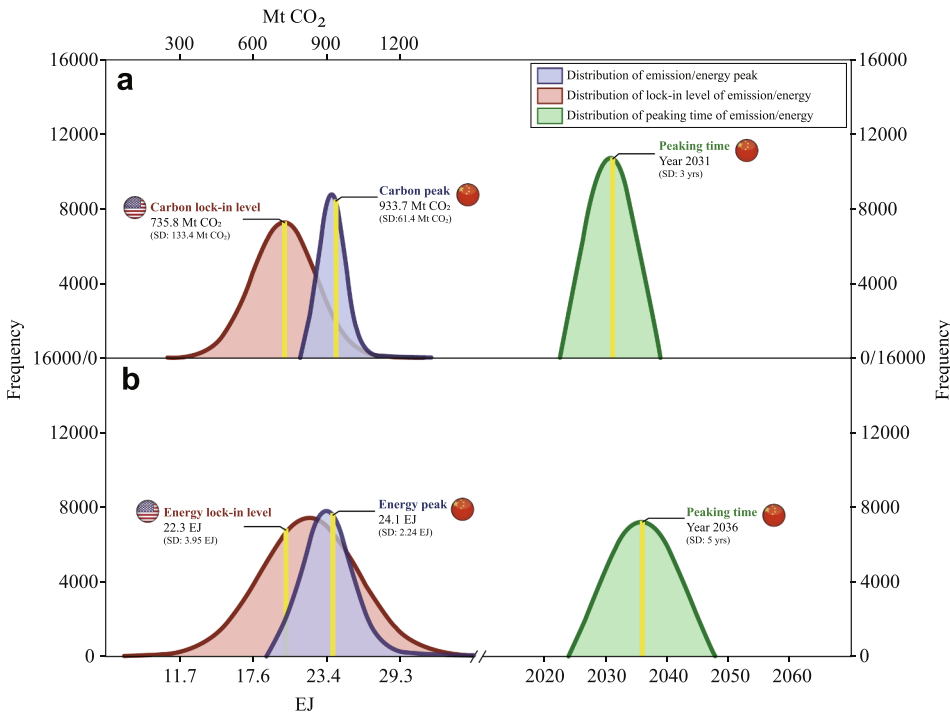 Mt CO₂
300 600 900 1200
16000 16000
a
Distribution of emission/energy peak
Distribution of lock-in level of emission/energy
Distribution of peaking time of emission/energy
12000 12000
Peaking time
Year 2031
(SD: 3 yrs)
Carbon peak
933.7 Mt CO₂
(SD:61.4 Mt CO₂)
Carbon lock-in level
735.8 Mt CO₂
(SD: 133.4 Mt CO₂)
8000 8000
4000 4000
16000/0 0/16000
Frequency
Frequency
b
12000 12000
8000 8000
Energy lock-in level
22.3 EJ
(SD: 3.95 EJ)
Energy peak
24.1 EJ
(SD: 2.24 EJ)
Peaking time
Year 2036
(SD: 5 yrs)
4000 4000
0 0
11.7 17.6 23.4 29.3 2020 2030 2040 2050 2060
EJ